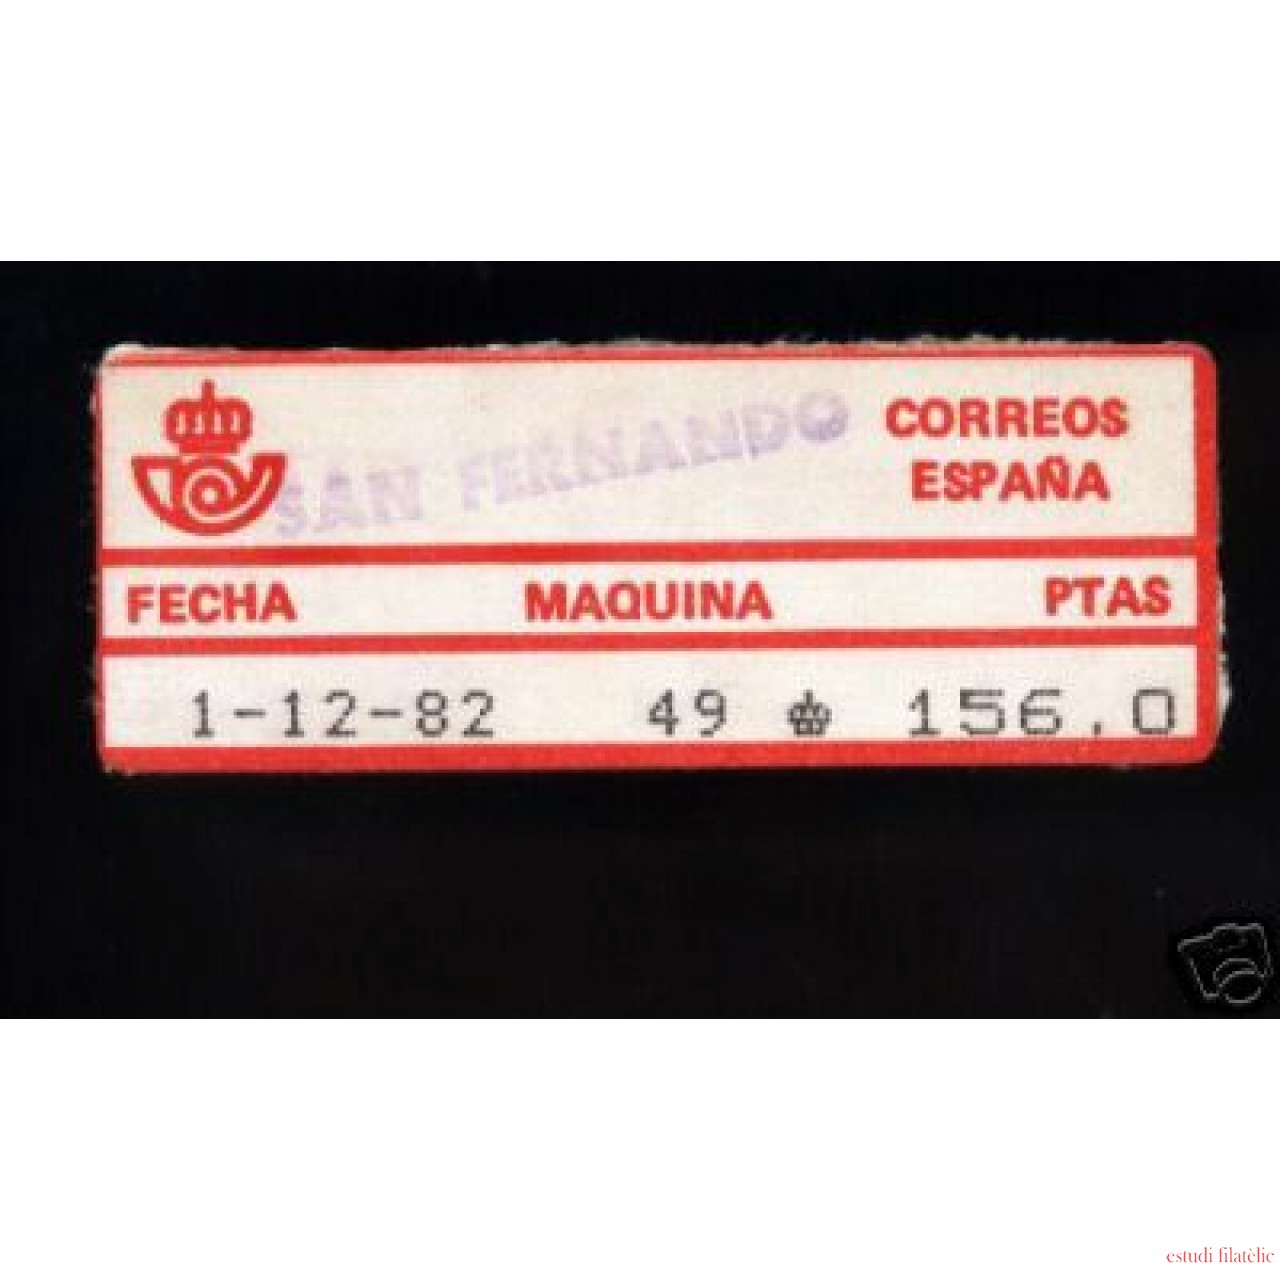 SAN FERNANDO
CORREOS
ESPAÑA
FECHA MAQUINA PTAS
1-12-82 49 156,0
estudi filatèlic